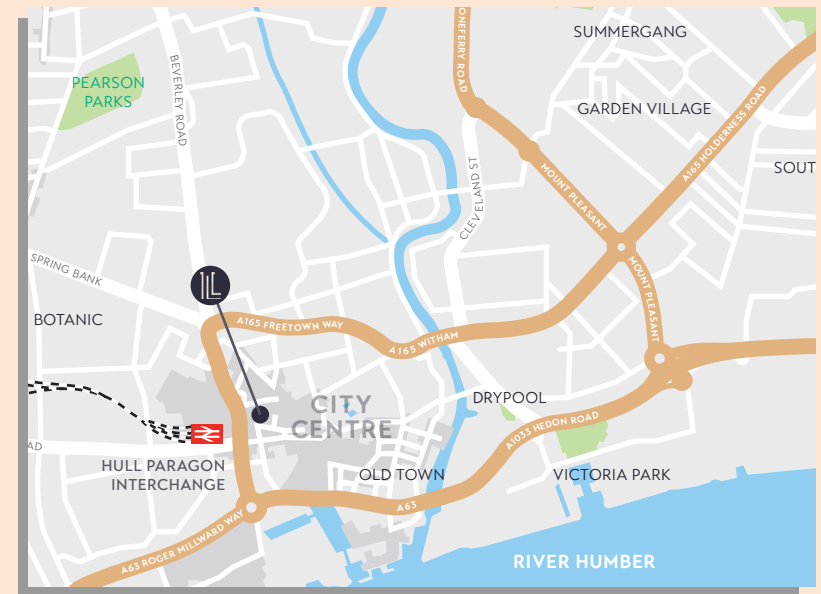 SUMMERGANG
PEARSON
PARKS
BEVERLEY ROAD
ONEFERRY ROAD
GARDEN VILLAGE
A165 HOLDERNESS ROAD
MOUNT PLEASANT
SOUT
CLEVELAND ST
SPRING BANK
MOUNT PLEASANT
BOTANIC
A165 FREETOWN WAY
A165 WITHAM
DRYPOOL
CITY
CENTRE
A1033 HEDON ROAD
AD
HULL PARAGON
INTERCHANGE
OLD TOWN
VICTORIA PARK
A63
A63 ROGER MILLWARD WAY
RIVER HUMBER